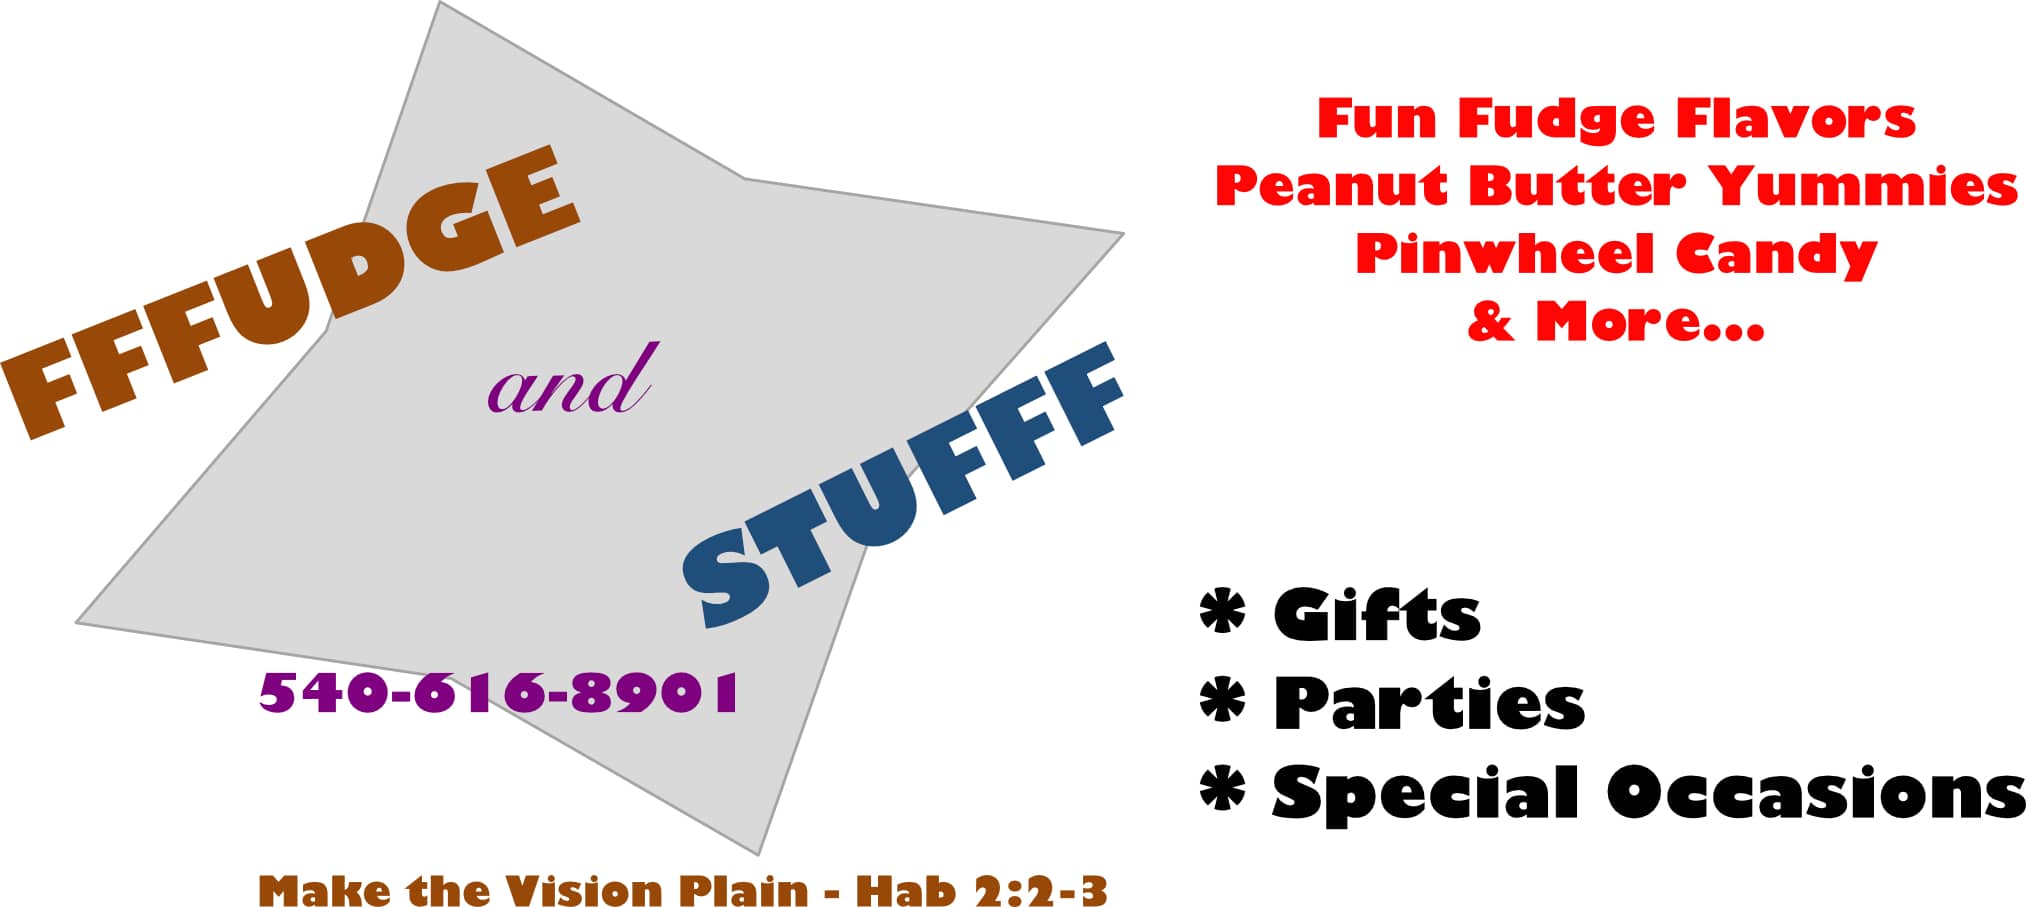 FFFUDGE
and
STUFFF
540-616-8901
Make the Vision Plain - Hab 2:2-3
Fun Fudge Flavors
Peanut Butter Yummies
Pinwheel Candy
& More...
* Gifts
* Parties
* Special Occasions